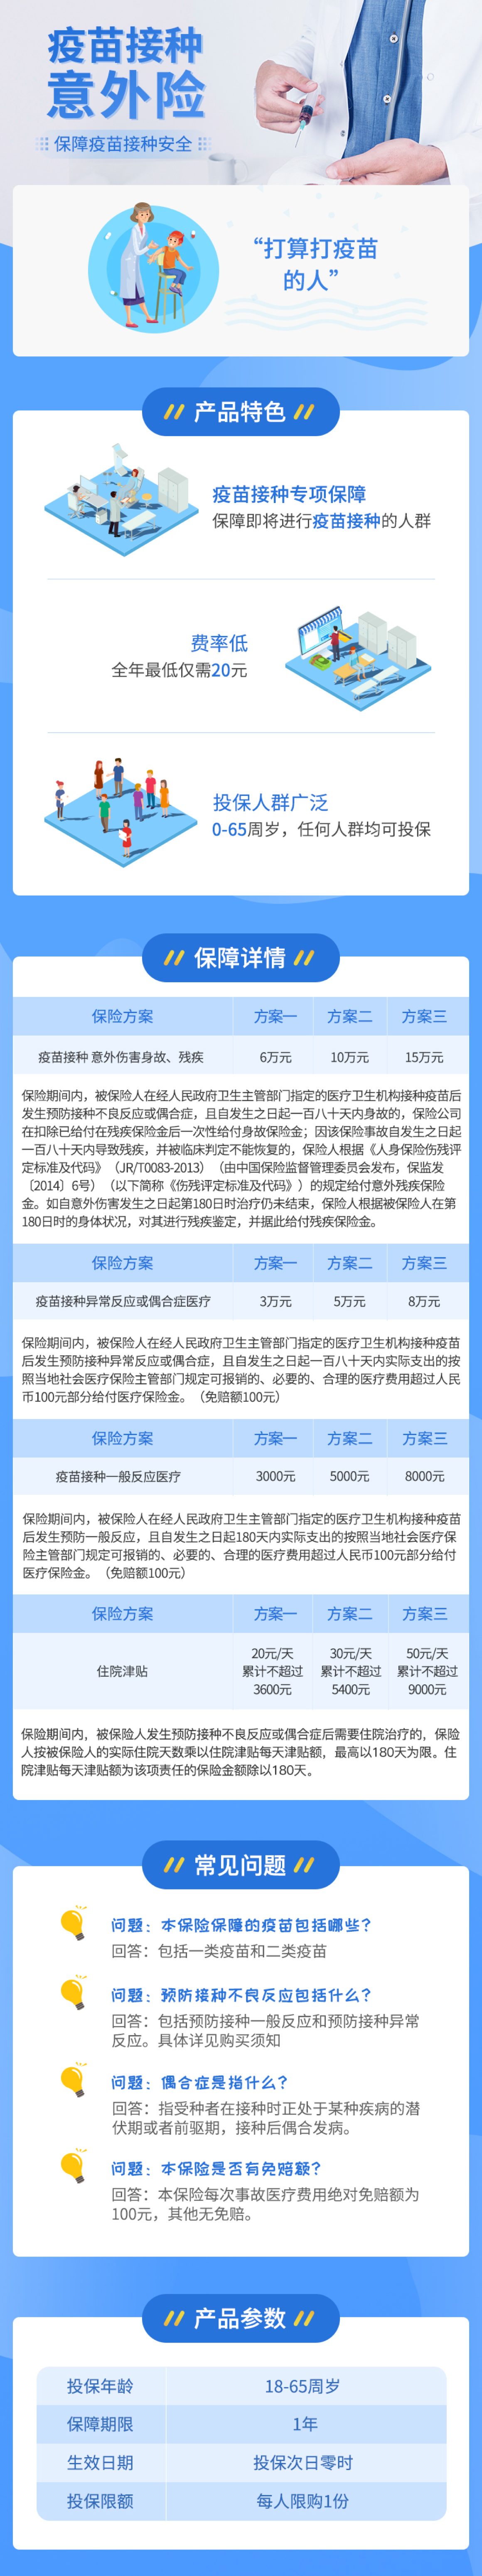 疫苗接种
意外险
保障疫苗接种安全
“打算打疫苗
的人”
产品特色
疫苗接种专项保障
保障即将进行疫苗接种的人群
费率低
全年最低仅需20元
投保人群广泛
0-65周岁，任何人群均可投保
保障详情
保险方案 方案一 方案二 方案三
疫苗接种 意外伤害身故、残疾 6万元 10万元 15万元
保险期间内，被保险人在经人民政府卫生主管部门指定的医疗卫生机构接种疫苗后
发生预防接种不良反应或偶合症，且自发生之日起一百八十天内身故的，保险公司
在扣除已给付在残疾保险金后一次性给付身故保险金；因该保险事故自发生之日起
一百八十天内导致残疾，并被临床判定不能恢复的，保险人根据《人身保险伤残评
定标准及代码》（JR/T0083-2013）（由中国保险监督管理委员会发布，保监发
〔2014〕6号）（以下简称《伤残评定标准及代码》）的规定给付意外残疾保险
金。如自意外伤害发生之日起第180日时治疗仍未结束，保险人根据被保险人在第
180日时的身体状况，对其进行残疾鉴定，并据此给付残疾保险金。
保险方案 方案一 方案二 方案三
疫苗接种异常反应或偶合症医疗 3万元 5万元 8万元
保险期间内，被保险人在经人民政府卫生主管部门指定的医疗卫生机构接种疫苗
后发生预防接种异常反应或偶合症，且自发生之日起一百八十天内实际支出的按
照当地社会医疗保险主管部门规定可报销的、必要的、合理的医疗费用超过人民
币100元部分给付医疗保险金。（免赔额100元）
保险方案 方案一 方案二 方案三
疫苗接种一般反应医疗 3000元 5000元 8000元
保险期间内，被保险人在经人民政府卫生主管部门指定的医疗卫生机构接种疫苗
后发生预防一般反应，且自发生之日起180天内实际支出的按照当地社会医疗保
险主管部门规定可报销的、必要的、合理的医疗费用超过人民币100元部分给付
医疗保险金。（免赔额100元）
保险方案 方案一 方案二 方案三
住院津贴
20元/天 30元/天 50元/天
累计不超过 累计不超过 累计不超过
3600元 5400元 9000元
保险期间内，被保险人发生预防接种不良反应或偶合症后需要住院治疗的，保险
人按被保险人的实际住院天数乘以住院津贴每天津贴额，最高以180天为限。住
院津贴每天津贴额为该项责任的保险金额除以180天。
常见问题
问题：本保险保障的疫苗包括哪些？
回答：包括一类疫苗和二类疫苗
问题：预防接种不良反应包括什么？
回答：包括预防接种一般反应和预防接种异常
反应。具体详见购买须知
问题：偶合症是指什么？
回答：指受种者在接种时正处于某种疾病的潜
伏期或者前驱期，接种后偶合发病。
问题：本保险是否有免赔额？
回答：本保险每次事故医疗费用绝对免赔额为
100元，其他无免赔。
产品参数
投保年龄 18-65周岁
保障期限 1年
生效日期 投保次日零时
投保限额 每人限购1份